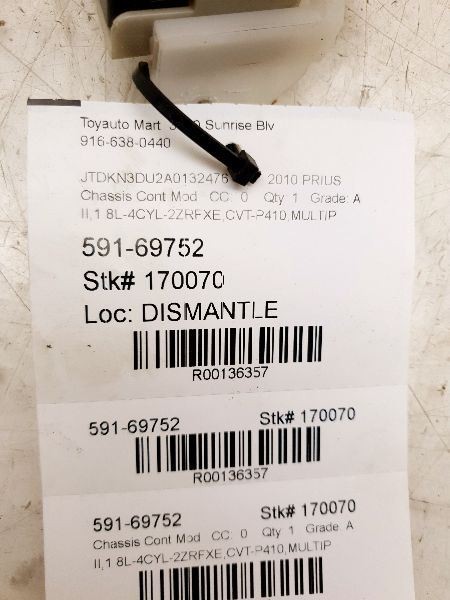 Toyauto Mart Sunrise Blv
916-638-0440
JTDKN3DU2A0132476 2010 PRIUS
Chassis Cont Mod CC: 0 Qty 1 Grade: A
II,1 8L-4CYL-2ZRFXE,CVT-P410,MULTIP
591-69752
Stk# 170070
Loc: DISMANTLE
R00136357
591-69752 Stk# 170070
R00136357
591-69752 Stk# 170070
Chassis Cont Mod CC: 0 Qty 1 Grade: A
II,1 8L-4CYL-2ZRFXE,CVT-P410,MULTIP